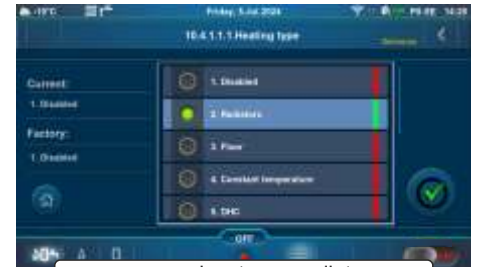 Friday, 5 Jul 2024
10.4.1.1.1 Heating type
Current:
1. Disabled
Factory:
1. Disabled
1. Disabled
2. Radiators
3. Floor
4. Constant temperature
5. DHC
OFF